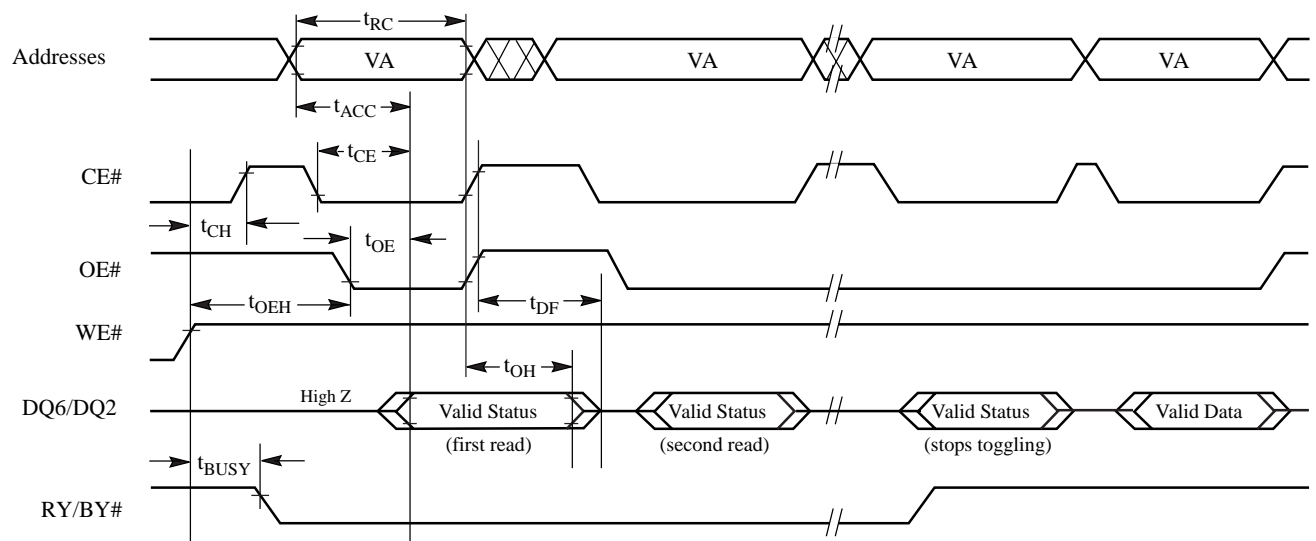 tRC
Addresses VA VA VA VA
tACC
tCE
CE#
tCH tOE
OE#
tOEH tDF
WE#
tOH
DQ6/DQ2 High Z Valid Status Valid Status Valid Status Valid Data
(first read) (second read) (stops toggling)
tBUSY
RY/BY#